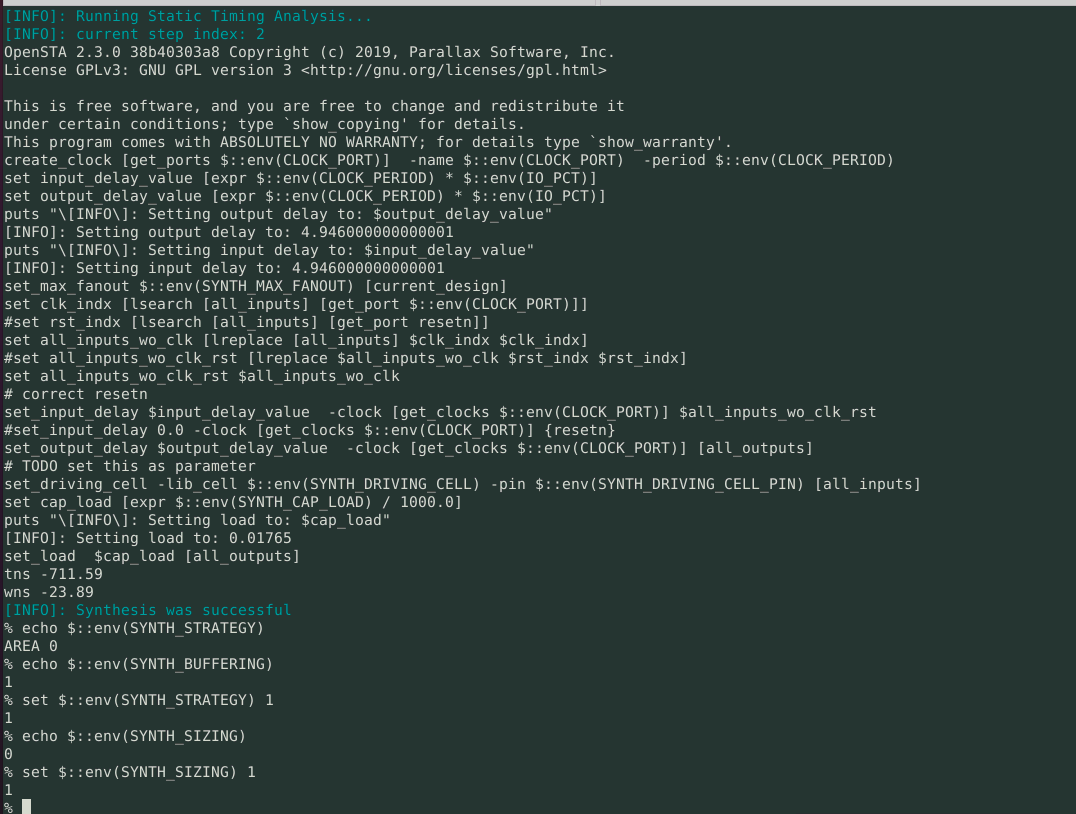 [INFO]: Running Static Timing Analysis...
[INFO]: current step index: 2
OpenSTA 2.3.0 38b40303a8 Copyright (c) 2019, Parallax Software, Inc.
License GPLv3: GNU GPL version 3 <http://gnu.org/licenses/gpl.html>
This is free software, and you are free to change and redistribute it
under certain conditions; type `show_copying' for details.
This program comes with ABSOLUTELY NO WARRANTY; for details type `show_warranty'.
create_clock [get_ports $::env(CLOCK_PORT)]  -name $::env(CLOCK_PORT)  -period $::env(CLOCK_PERIOD)
set input_delay_value [expr $::env(CLOCK_PERIOD) * $::env(IO_PCT)]
set output_delay_value [expr $::env(CLOCK_PERIOD) * $::env(IO_PCT)]
puts "\[INFO\]: Setting output delay to: $output_delay_value"
[INFO]: Setting output delay to: 4.946000000000001
puts "\[INFO\]: Setting input delay to: $input_delay_value"
[INFO]: Setting input delay to: 4.946000000000001
set_max_fanout $::env(SYNTH_MAX_FANOUT) [current_design]
set clk_indx [lsearch [all_inputs] [get_port $::env(CLOCK_PORT)]]
#set rst_indx [lsearch [all_inputs] [get_port resetn]]
set all_inputs_wo_clk [lreplace [all_inputs] $clk_indx $clk_indx]
#set all_inputs_wo_clk_rst [lreplace $all_inputs_wo_clk $rst_indx $rst_indx]
set all_inputs_wo_clk_rst $all_inputs_wo_clk
# correct resetn
set_input_delay $input_delay_value  -clock [get_clocks $::env(CLOCK_PORT)] $all_inputs_wo_clk_rst
#set_input_delay 0.0 -clock [get_clocks $::env(CLOCK_PORT)] {resetn}
set_output_delay $output_delay_value  -clock [get_clocks $::env(CLOCK_PORT)] [all_outputs]
# TODO set this as parameter
set_driving_cell -lib_cell $::env(SYNTH_DRIVING_CELL) -pin $::env(SYNTH_DRIVING_CELL_PIN) [all_inputs]
set cap_load [expr $::env(SYNTH_CAP_LOAD) / 1000.0]
puts "\[INFO\]: Setting load to: $cap_load"
[INFO]: Setting load to: 0.01765
set_load  $cap_load [all_outputs]
tns -711.59
wns -23.89
[INFO]: Synthesis was successful
% echo $::env(SYNTH_STRATEGY)
AREA 0
% echo $::env(SYNTH_BUFFERING)
1
% set $::env(SYNTH_STRATEGY) 1
1
% echo $::env(SYNTH_SIZING)
0
% set $::env(SYNTH_SIZING) 1
1
%